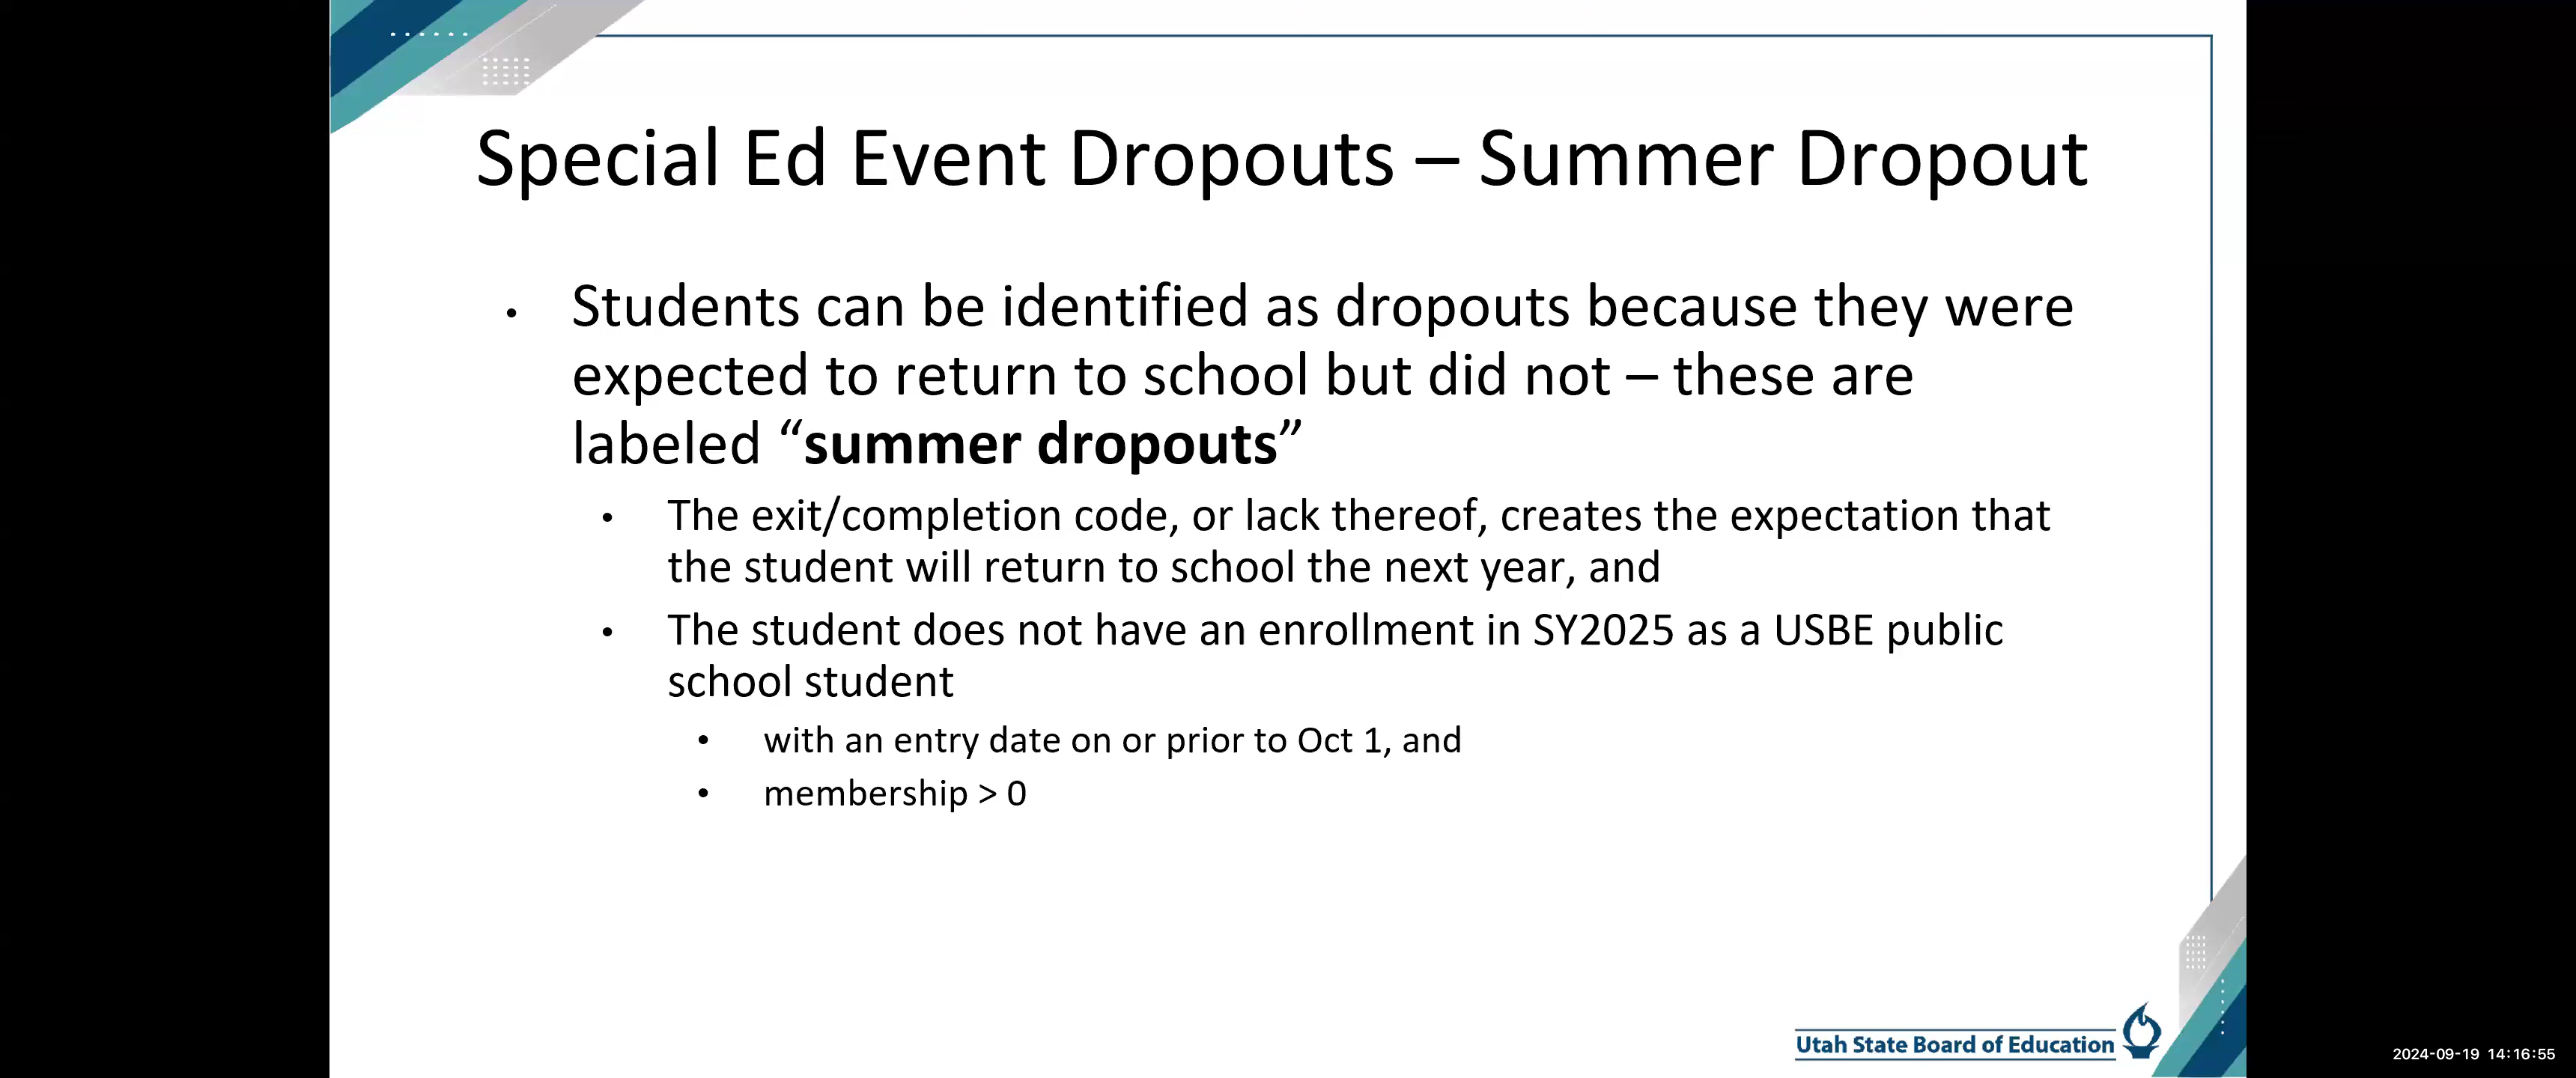 Special Ed Event Dropouts – Summer Dropout
• Students can be identified as dropouts because they were
expected to return to school but did not – these are
labeled “summer dropouts”
• The exit/completion code, or lack thereof, creates the expectation that
the student will return to school the next year, and
• The student does not have an enrollment in SY2025 as a USBE public
school student
• with an entry date on or prior to Oct 1, and
• membership > 0
Utah State Board of Education
2024-09-19 14:16:55